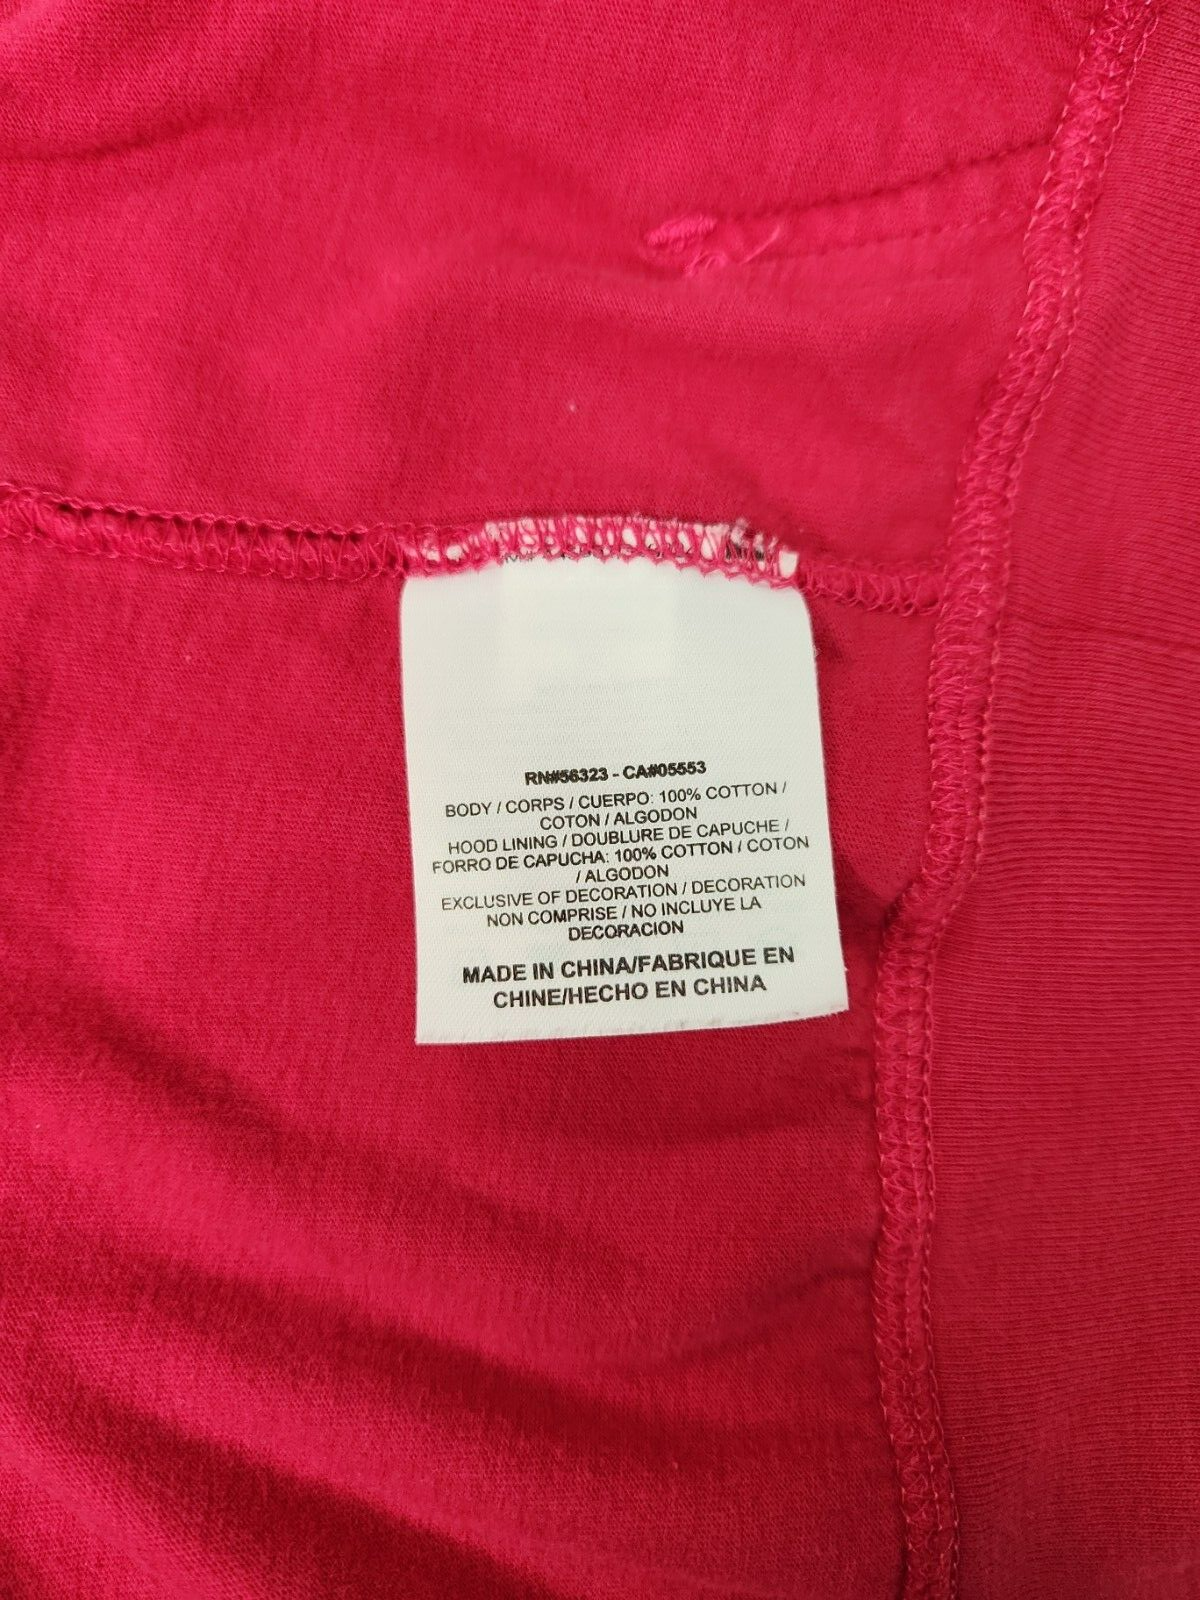 RN#56323 - CA#05553
BODY / CORPS / CUERPO: 100% COTTON /
COTON / ALGODON
HOOD LINING / DOUBLURE DE CAPUCHE /
FORRO DE CAPUCHA: 100% COTTON / COTON
/ ALGODON
EXCLUSIVE OF DECORATION / DECORATION
NON COMPRISE / NO INCLUYE LA
DECORACION
MADE IN CHINA/FABRIQUE EN
CHINE/HECHO EN CHINA